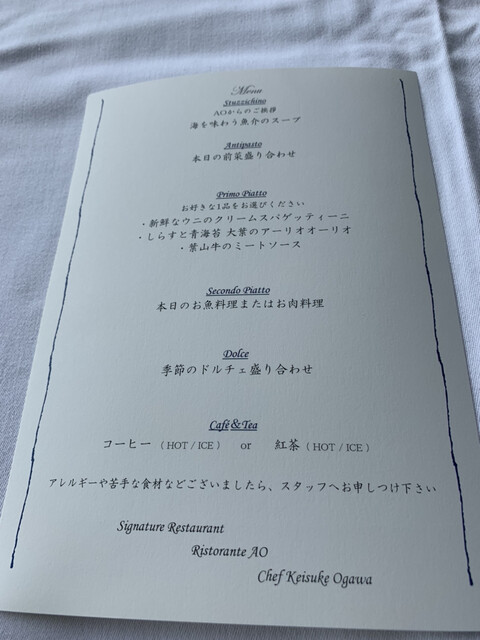 Menu
Stuzzichino
AOからのご挨拶
海を味わう魚介のスープ
Antipasto
本日の前菜盛り合わせ
Primo Piatto
お好きな1品をお選びください
・新鮮なウニのクリームスパゲッティーニ
・しらすと青海苔 大葉のアーリオオーリオ
・葉山牛のミートソース
Secondo Piatto
本日のお魚料理またはお肉料理
Dolce
季節のドルチェ盛り合わせ
Café&Tea
コーヒー （HOT / ICE） or 紅茶（HOT / ICE）
アレルギーや苦手な食材などございましたら、スタッフへお申しつけ下さい
Signature Restaurant
Ristorante AO
Chef Keisuke Ogawa